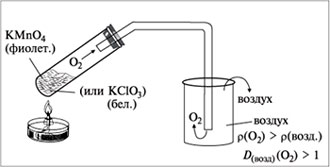 KMnO₄
(фиолет.)
O₂
(или KClO₃)
(бел.)
воздух
O₂
воздух
ρ(O₂) > ρ(возд.)
D(возд)(O₂) > 1